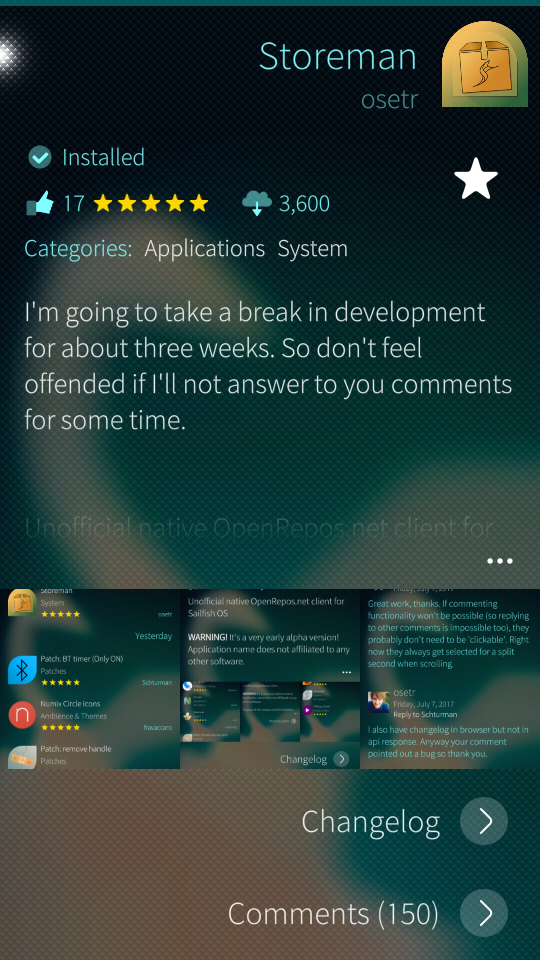 Storeman
osetr
Installed
17
3,600
Categories: Applications System
I'm going to take a break in development
for about three weeks. So don't feel
offended if I'll not answer to you comments
for some time.
Unofficial native OpenRepos.net client for
Storeman
System
osetr
Yesterday
Patch: BT timer (Only ON)
Patches
Schturman
Numix Circle icons
Ambience & Themes
fravaccaro
Patch: remove handle
Patches
Unofficial native OpenRepos.net client for
Sailfish OS
WARNING! It's a very early alpha version!
Application name does not affiliated to any
other software.
Changelog
Friday, July 7, 2017
Great work, thanks. If commenting
functionality won't be possible (so replying
to other comments is impossible too), they
probably don't need to be 'clickable'. Right
now they always get selected for a split
second when scrolling.
osetr
Friday, July 7, 2017
Reply to Schturman
I also have changelog in browser but not in
api response. Anyway your comment
pointed out a bug so thank you.
Changelog
Comments (150)